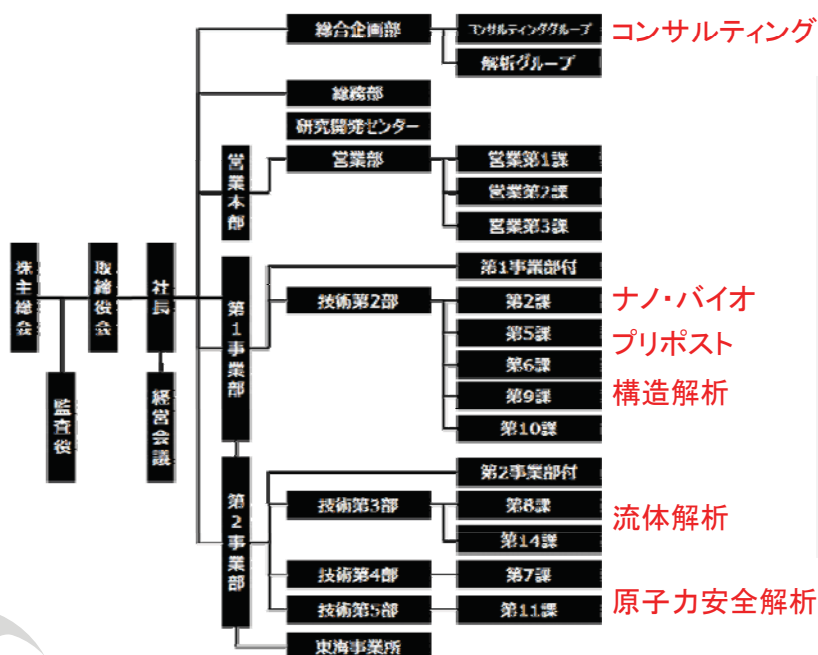 総合企画部
コンサルティンググループ
コンサルティング
解析グループ
総務部
研究開発センター
営業本部
営業部
営業第1課
営業第2課
営業第3課
株主総会
取締役会
社長
監査役
経営会議
第1事業部
第1事業部付
技術第2部
第2課
ナノ・バイオ
第5課
プリポスト
第6課
第9課
構造解析
第10課
第2事業部
第2事業部付
技術第3部
第8課
流体解析
第14課
技術第4部
第7課
技術第5部
第11課
原子力安全解析
東海事業所